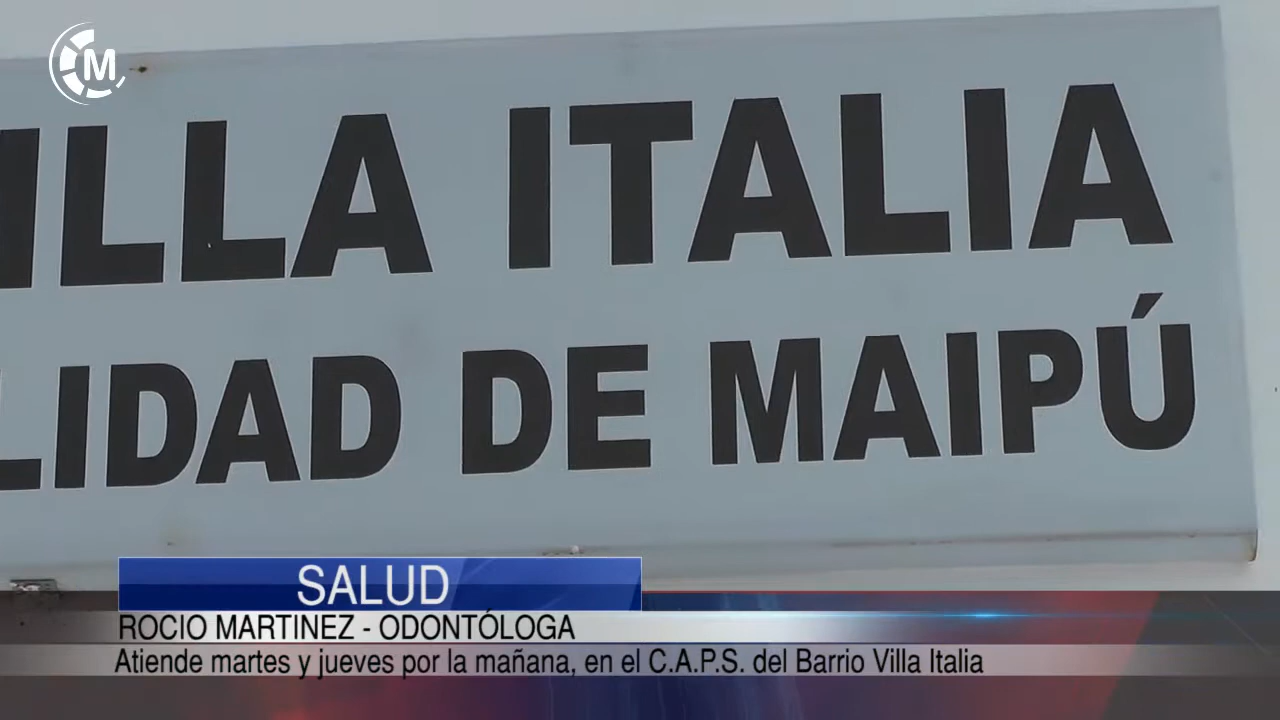 M
ILLA ITALIA
LIDAD DE MAIPÚ
SALUD
ROCIO MARTINEZ - ODONTÓLOGA
Atiende martes y jueves por la mañana, en el C.A.P.S. del Barrio Villa Italia